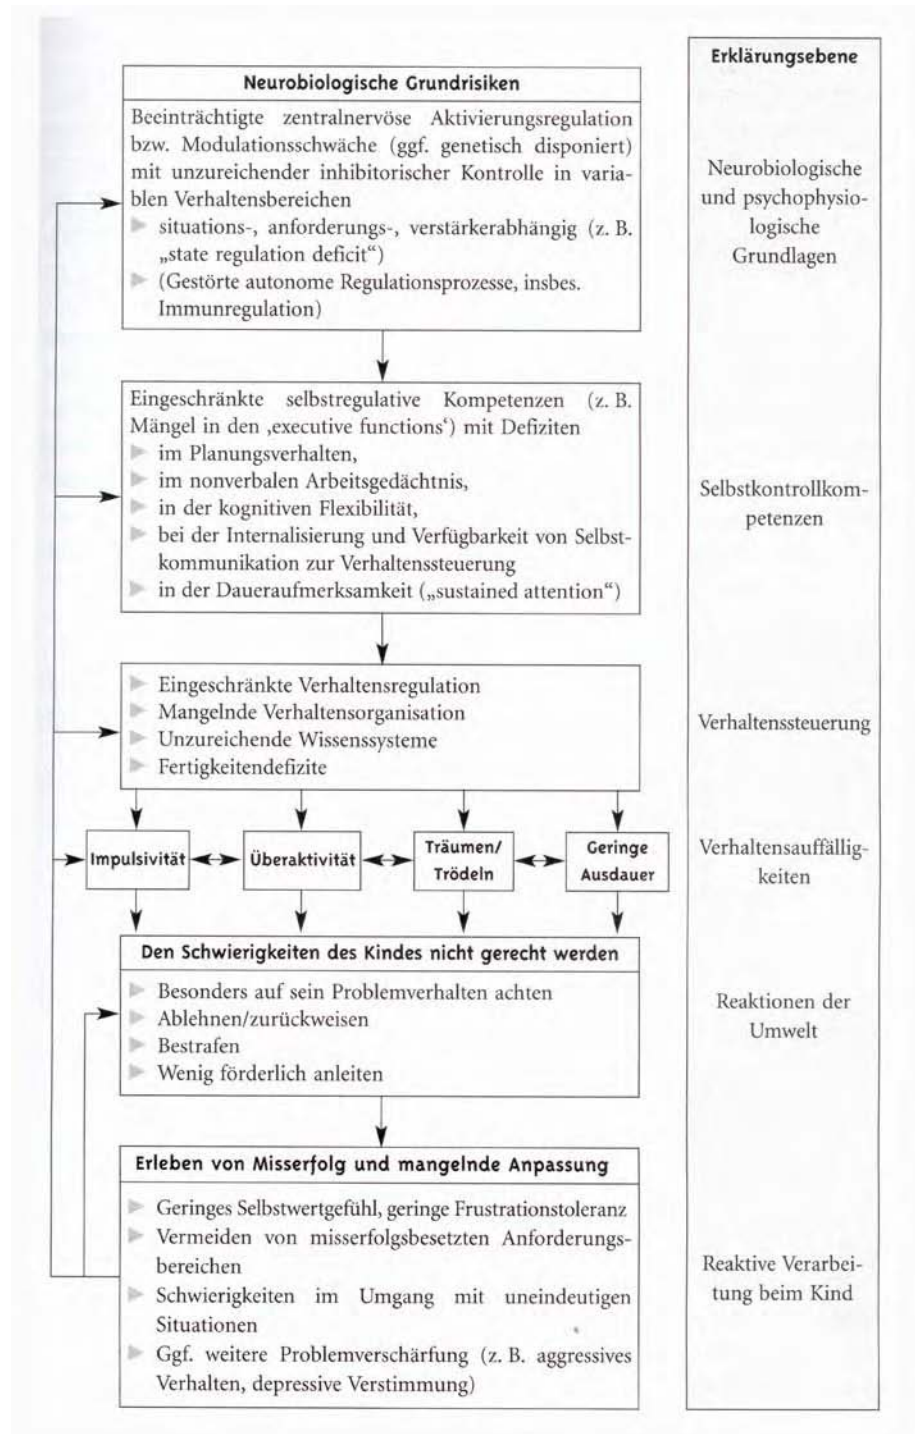 Erklärungsebene
Neurobiologische Grundrisiken
Beeinträchtigte zentralnervöse Aktivierungsregulation
bzw. Modulationsschwäche (ggf. genetisch disponiert)
mit unzureichender inhibitorischer Kontrolle in varia-
blen Verhaltensbereichen
situations-, anforderungs-, verstärkerabhängig (z. B.
„state regulation deficit“)
(Gestörte autonome Regulationsprozesse, insbes.
Immunregulation)
Neurobiologische
und psychophysio-
logische
Grundlagen
Eingeschränkte selbstregulative Kompetenzen (z. B.
Mängel in den ‚executive functions‘) mit Defiziten
im Planungsverhalten,
im nonverbalen Arbeitsgedächtnis,
in der kognitiven Flexibilität,
bei der Internalisierung und Verfügbarkeit von Selbst-
kommunikation zur Verhaltenssteuerung
in der Daueraufmerksamkeit („sustained attention“)
Selbstkontrollkom-
petenzen
Eingeschränkte Verhaltensregulation
Mangelnde Verhaltensorganisation
Unzureichende Wissenssysteme
Fertigkeitendefizite
Verhaltenssteuerung
Impulsivität
Überaktivität
Träumen/
Trödeln
Geringe
Ausdauer
Verhaltensauffällig-
keiten
Den Schwierigkeiten des Kindes nicht gerecht werden
Besonders auf sein Problemverhalten achten
Ablehnen/zurückweisen
Bestrafen
Wenig förderlich anleiten
Reaktionen der
Umwelt
Erleben von Misserfolg und mangelnde Anpassung
Geringes Selbstwertgefühl, geringe Frustrationstoleranz
Vermeiden von misserfolgsbesetzten Anforderungs-
bereichen
Schwierigkeiten im Umgang mit uneindeutigen
Situationen
Ggf. weitere Problemverschärfung (z. B. aggressives
Verhalten, depressive Verstimmung)
Reaktive Verarbei-
tung beim Kind